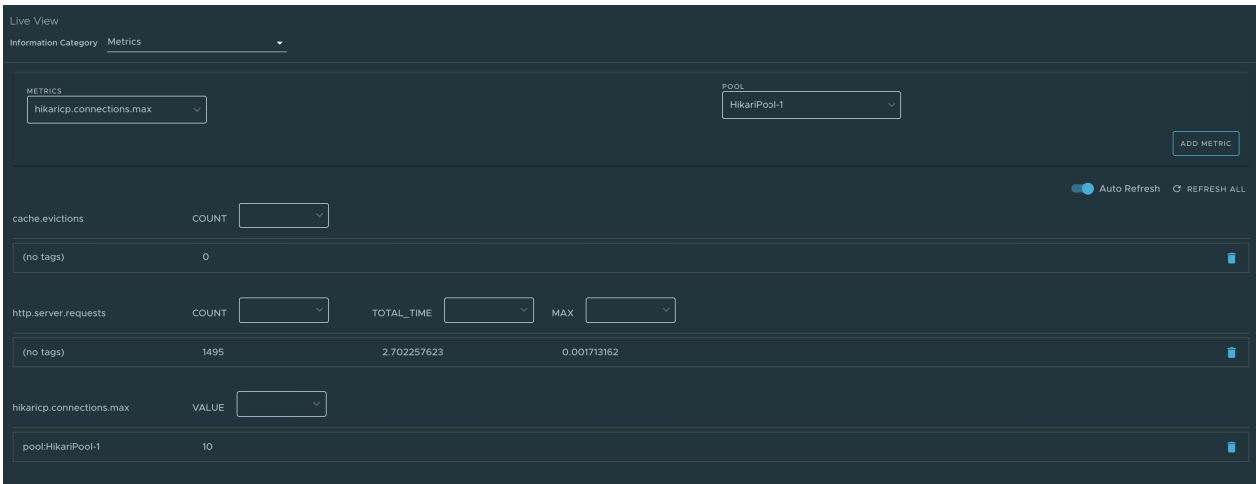 Live View
Information Category Metrics
METRICS
hikaricp.connections.max
POOL
HikariPool-1
ADD METRIC
Auto Refresh REFRESH ALL
cache.evictions COUNT
(no tags) 0
http.server.requests COUNT TOTAL_TIME MAX
(no tags) 1495 2.702257623 0.001713162
hikaricp.connections.max VALUE
pool:HikariPool-1 10